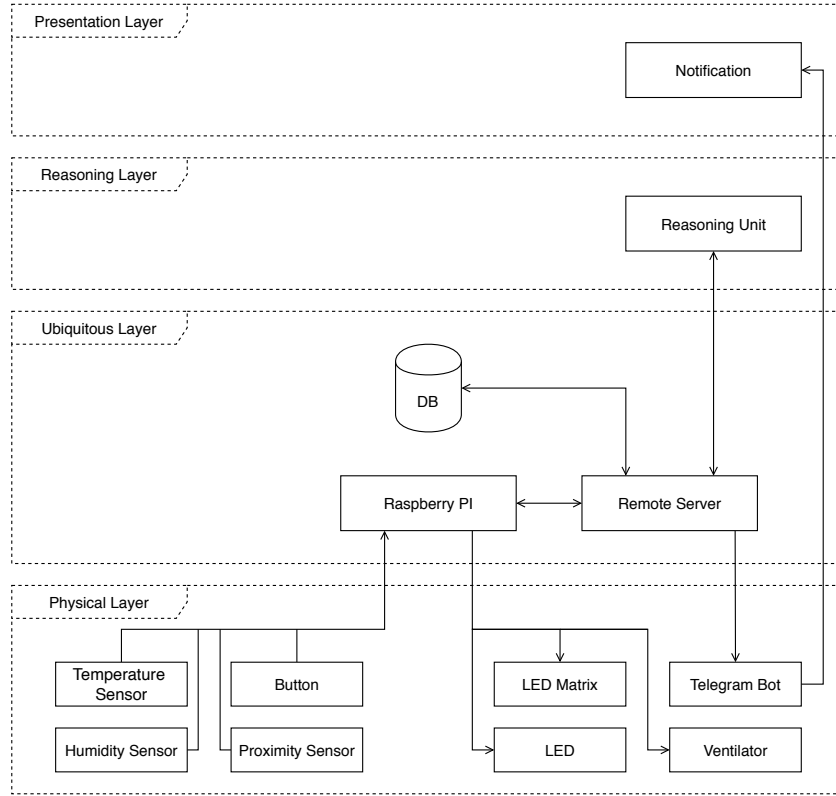 Presentation Layer
Notification
Reasoning Layer
Reasoning Unit
Ubiquitous Layer
DB
Raspberry PI
Remote Server
Physical Layer
Temperature
Sensor
Button
LED Matrix
Telegram Bot
Humidity Sensor
Proximity Sensor
LED
Ventilator